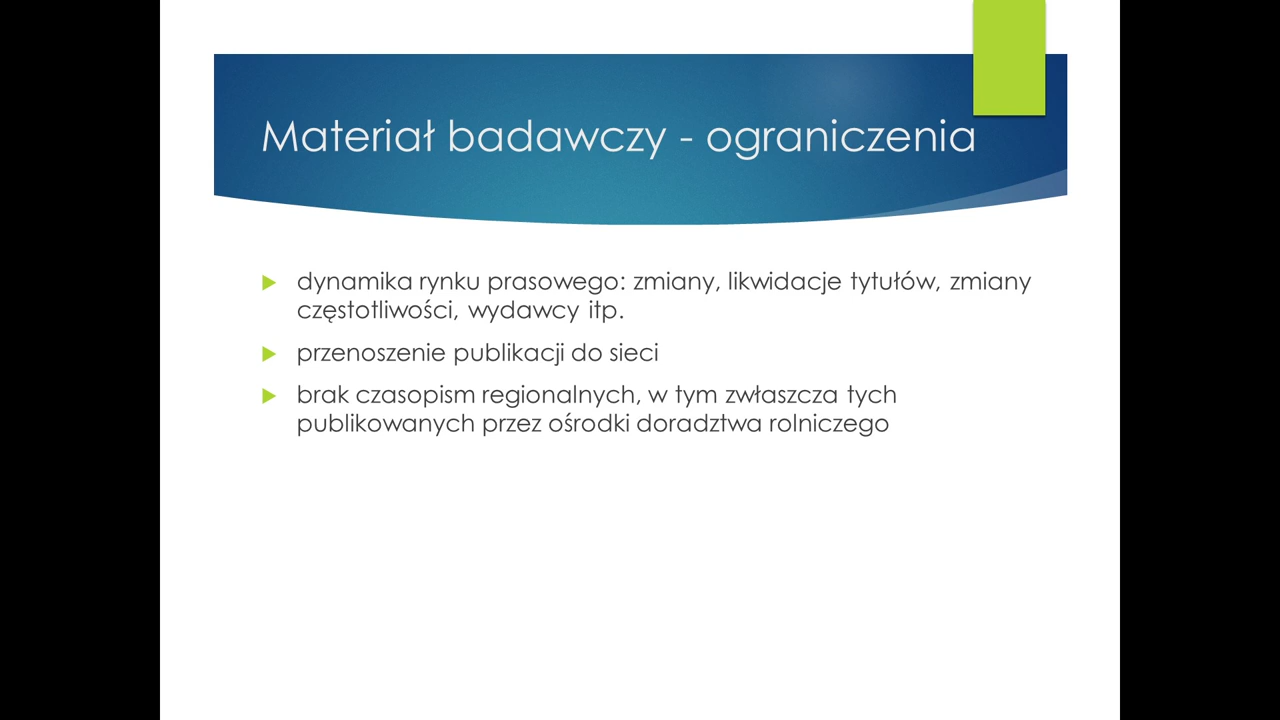 Materiał badawczy - ograniczenia
dynamika rynku prasowego: zmiany, likwidacje tytułów, zmiany
częstotliwości, wydawcy itp.
przenoszenie publikacji do sieci
brak czasopism regionalnych, w tym zwłaszcza tych
publikowanych przez ośrodki doradztwa rolniczego